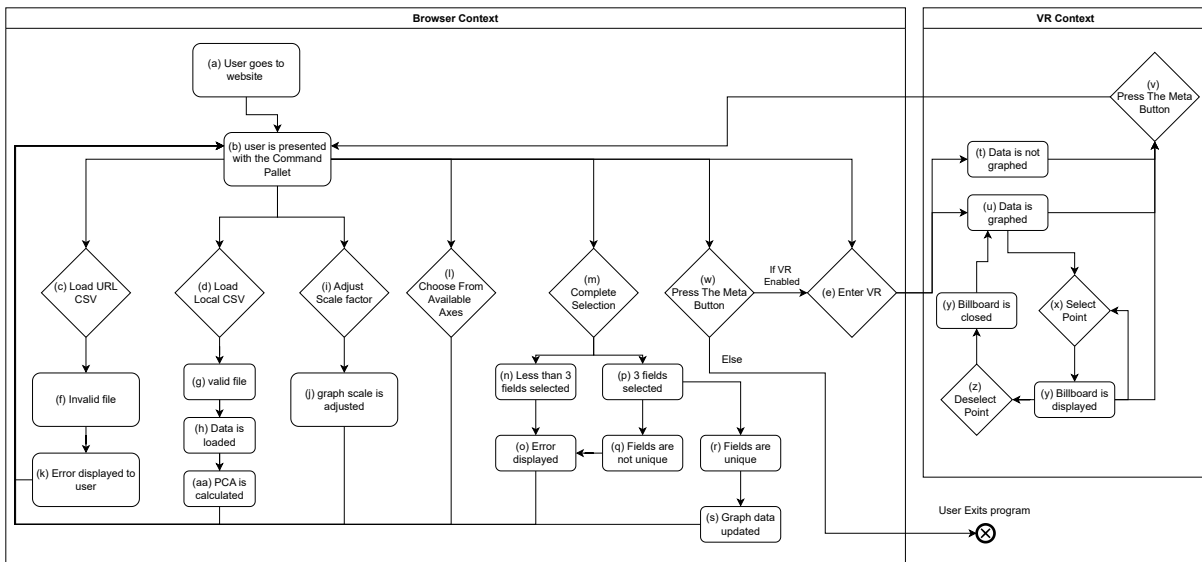 Browser Context
VR Context
(a) User goes to
website
(v)
Press The Meta
Button
(b) user is presented
with the Command
Pallet
(t) Data is not
graphed
(u) Data is
graphed
(c) Load URL
CSV
(d) Load
Local CSV
(i) Adjust
Scale factor
(l)
Choose From
Available
Axes
(m)
Complete
Selection
(w)
Press The Meta
Button
If VR
Enabled
(e) Enter VR
(y) Billboard is
closed
(x) Select
Point
Else
(f) Invalid file
(g) valid file
(j) graph scale is
adjusted
(n) Less than 3
fields selected
(p) 3 fields
selected
(z)
Deselect
Point
(y) Billboard is
displayed
(h) Data is
loaded
(o) Error
displayed
(q) Fields are
not unique
(r) Fields are
unique
(k) Error displayed to
user
(aa) PCA is
calculated
(s) Graph data
updated
User Exits program